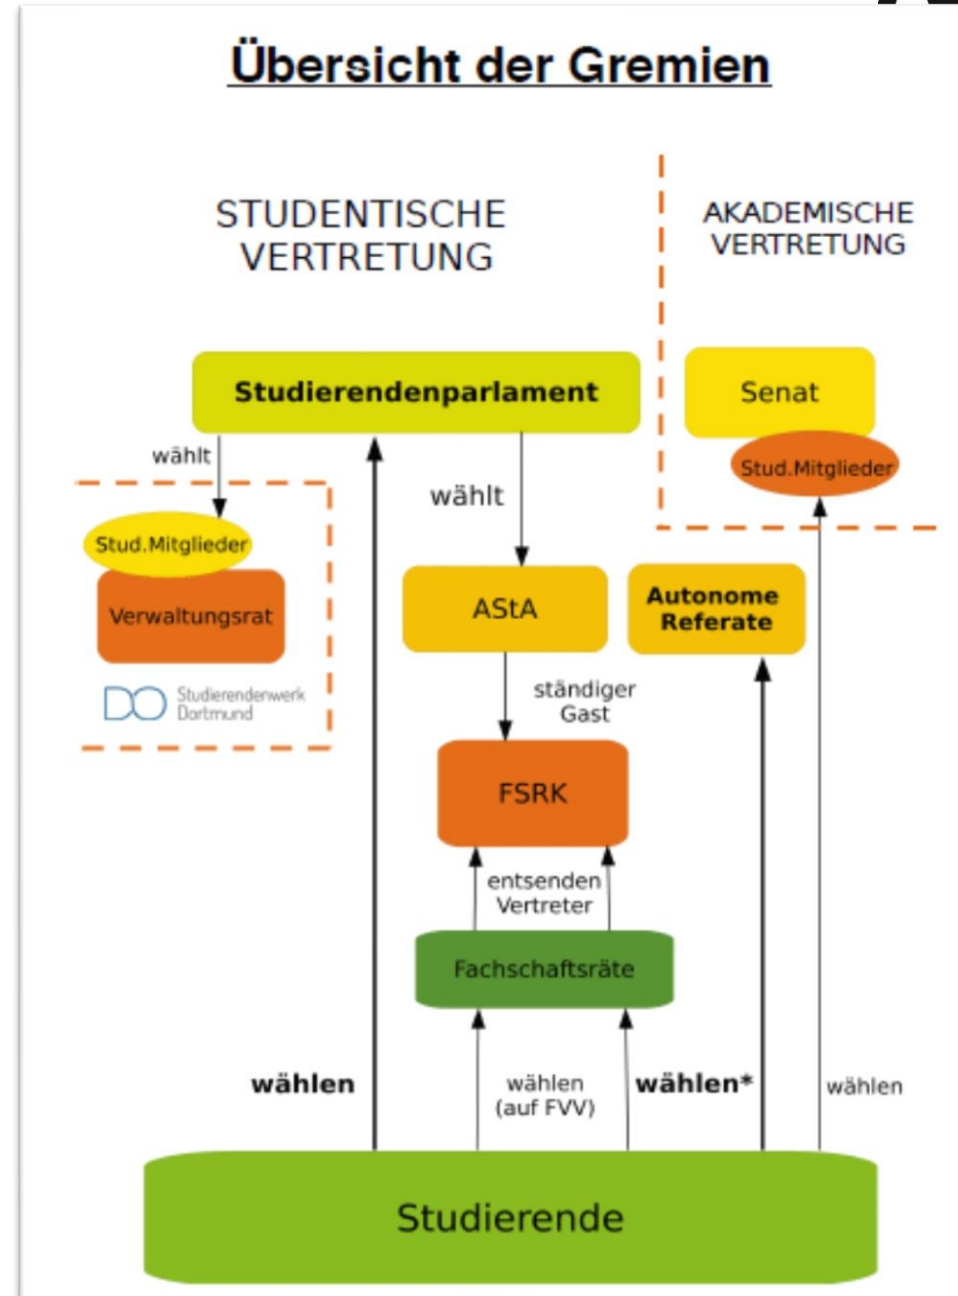 Übersicht der Gremien
STUDENTISCHE
VERTRETUNG
AKADEMISCHE
VERTRETUNG
Studierendenparlament
Senat
Stud.Mitglieder
wählt
wählt
Stud.Mitglieder
Verwaltungsrat
DO Studierendenwerk
Dortmund
AStA
Autonome
Referate
ständiger
Gast
FSRK
entsenden
Vertreter
Fachschaftsräte
wählen
wählen
(auf FVV)
wählen*
wählen
Studierende